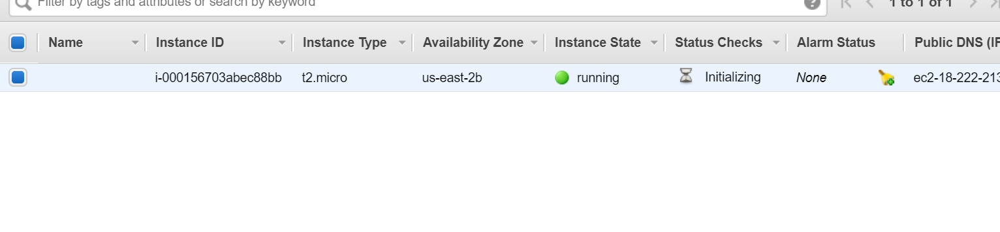 Filter by tags and attributes or search by keyword 1 to 1 of 1
Name Instance ID Instance Type Availability Zone Instance State Status Checks Alarm Status Public DNS (IP
i-000156703abec88bb t2.micro us-east-2b running Initializing None ec2-18-222-213